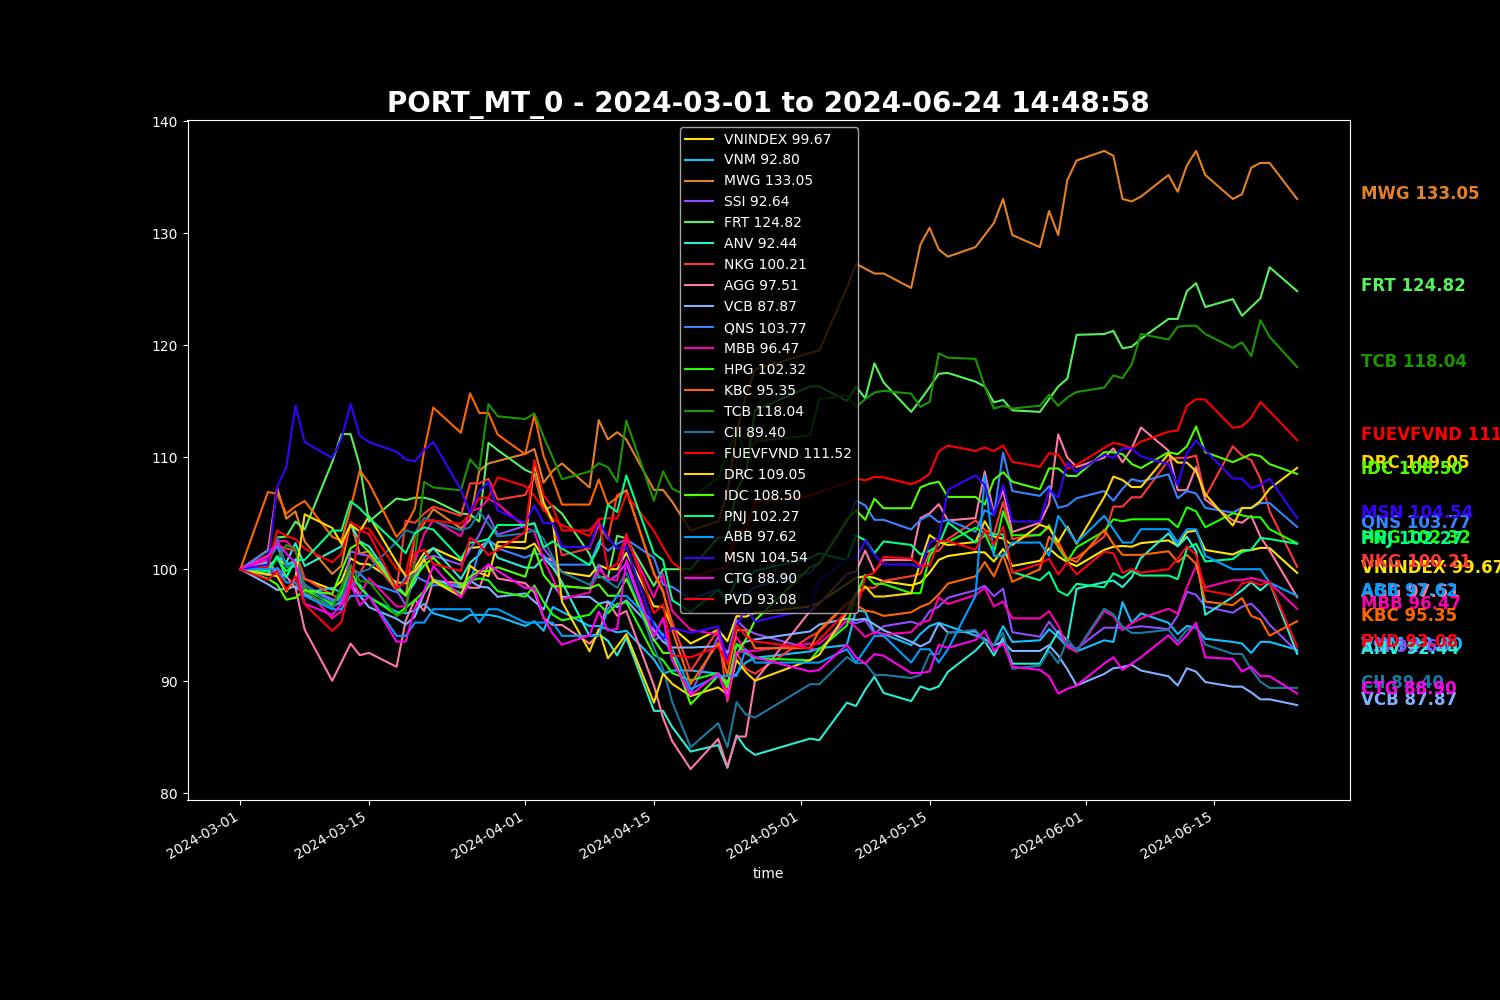 PORT_MT_0 - 2024-03-01 to 2024-06-24 14:48:58
140
130
120
110
100
90
80
VNINDEX 99.67
VNM 92.80
MWG 133.05
SSI 92.64
FRT 124.82
ANV 92.44
NKG 100.21
AGG 97.51
VCB 87.87
QNS 103.77
MBB 96.47
HPG 102.32
KBC 95.35
TCB 118.04
CII 89.40
FUEVFVND 111.52
DRC 109.05
IDC 108.50
PNJ 102.27
ABB 97.62
MSN 104.54
CTG 88.90
PVD 93.08
MWG 133.05
FRT 124.82
TCB 118.04
FUEVFVND 111
DRC 109.05
IDC 108.50
MSN 104.54
QNS 103.77
NKG 100.21
VNINDEX 99.67
ABB 97.62
MBB 96.47
KBC 95.35
PVD 93.08
ANV 92.44
CII 89.40
CTG 88.90
VCB 87.87
2024-03-01
2024-03-15
2024-04-01
2024-04-15
2024-05-01
2024-05-15
2024-06-01
2024-06-15
time